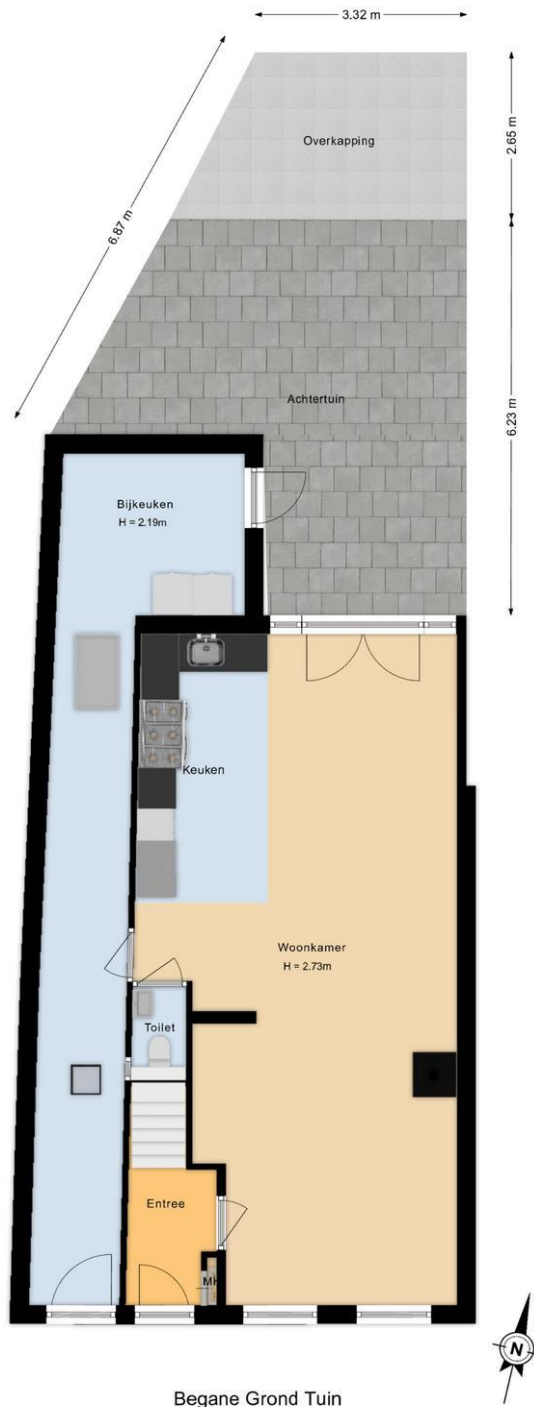 3.32 m
Overkapping
2.65 m
6.87 m
Achtertuin
6.23 m
Bijkeuken
H = 2.19m
Keuken
Woonkamer
H = 2.73m
Toilet
Entree
MK
N
Begane Grond Tuin